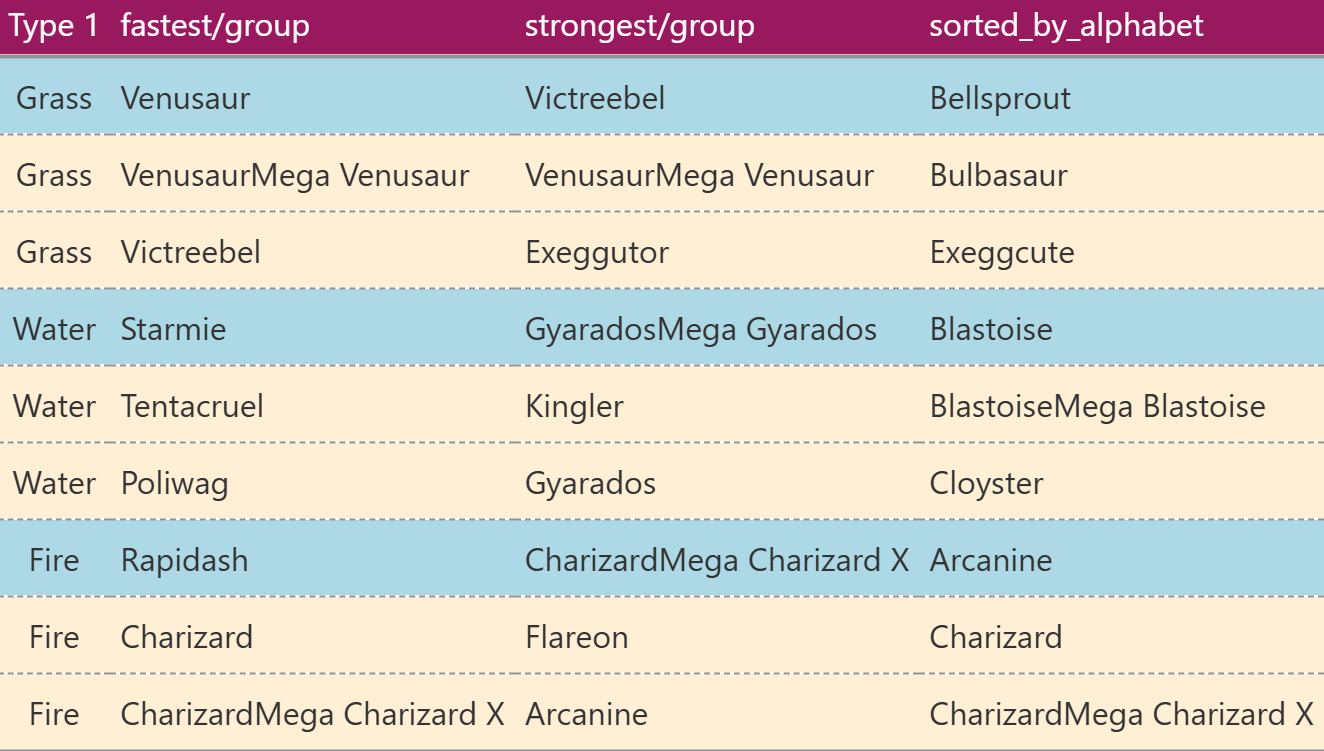 Type 1 fastest/group strongest/group sorted_by_alphabet
Grass Venusaur Victreebel Bellsprout
Grass VenusaurMega Venusaur VenusaurMega Venusaur Bulbasaur
Grass Victreebel Exeggutor Exeggcute
Water Starmie GyaradosMega Gyarados Blastoise
Water Tentacruel Kingler BlastoiseMega Blastoise
Water Poliwag Gyarados Cloyster
Fire Rapidash CharizardMega Charizard X Arcanine
Fire Charizard Flareon Charizard
Fire CharizardMega Charizard X Arcanine CharizardMega Charizard X